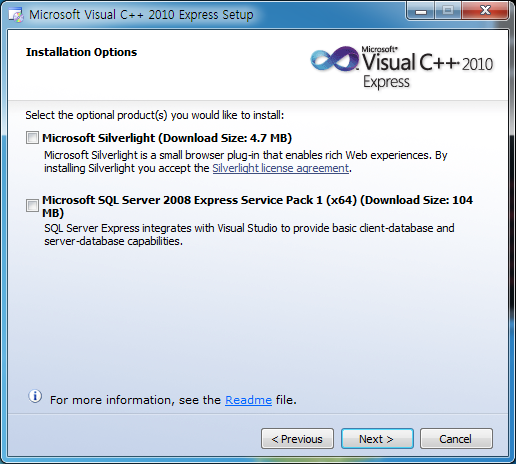 Microsoft Visual C++ 2010 Express Setup
Installation Options
Microsoft®
Visual C++ 2010
Express
Select the optional product(s) you would like to install:
Microsoft Silverlight (Download Size: 4.7 MB)
Microsoft Silverlight is a small browser plug-in that enables rich Web experiences. By
installing Silverlight you accept the Silverlight license agreement.
Microsoft SQL Server 2008 Express Service Pack 1 (x64) (Download Size: 104
MB)
SQL Server Express integrates with Visual Studio to provide basic client-database and
server-database capabilities.
For more information, see the Readme file.
< Previous
Next >
Cancel